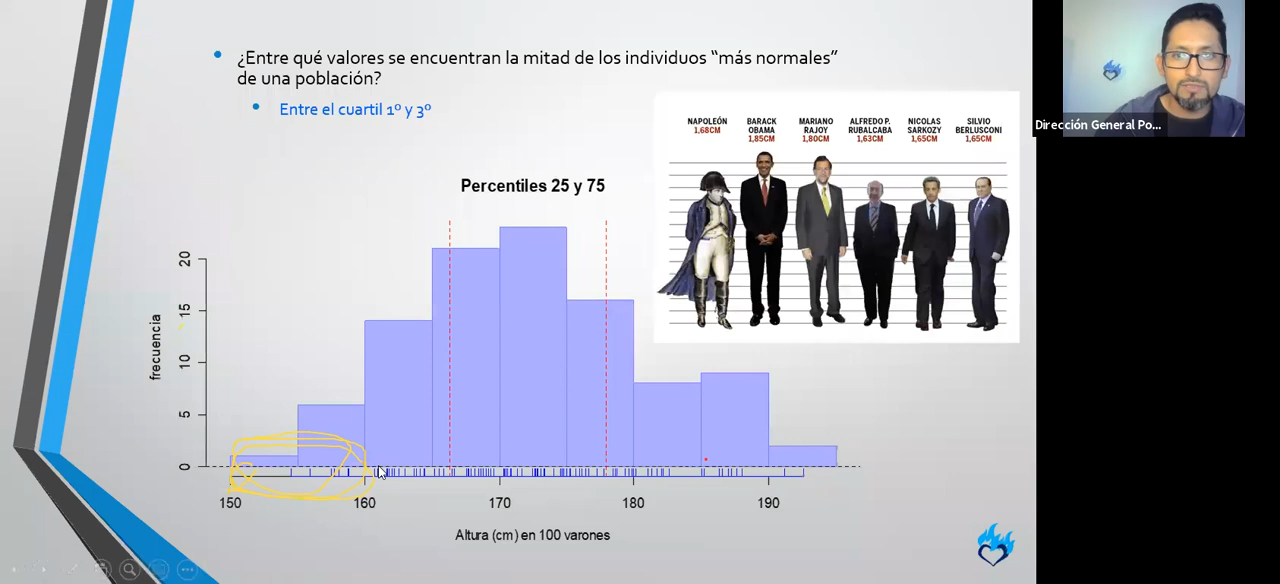 ¿Entre qué valores se encuentran la mitad de los individuos “más normales”
de una población?
Entre el cuartil 1º y 3º
NAPOLEÓN
1,68CM
BARACK
OBAMA
1,85CM
MARIANO
RAJOY
1,80CM
ALFREDO P.
RUBALCABA
1,63CM
NICOLAS
SARKOZY
1,65CM
SILVIO
BERLUSCONI
1,65CM
Dirección General Po...
Percentiles 25 y 75
frecuencia
20
15
10
5
0
150 160 170 180 190
Altura (cm) en 100 varones